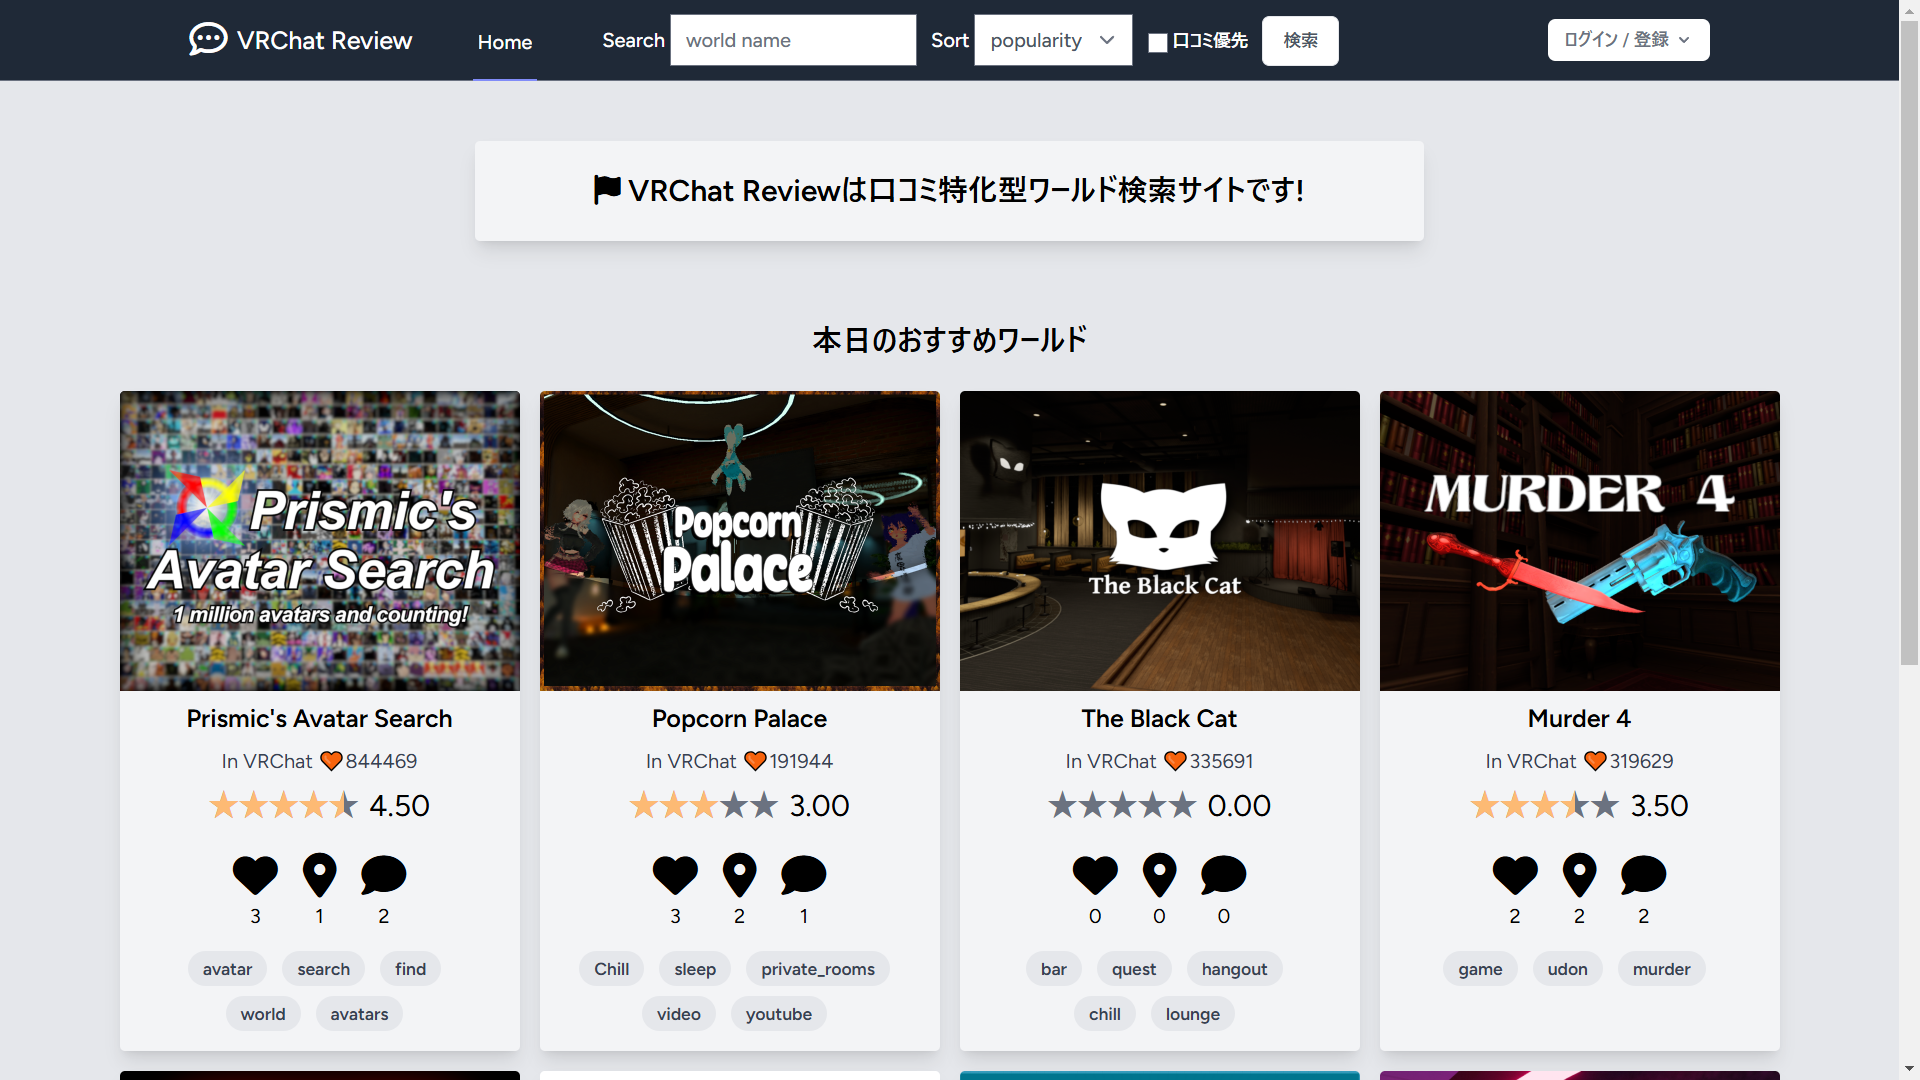 VRChat Review
Home
Search world name
Sort popularity
口コミ優先
検索
ログイン / 登録
VRChat Reviewは口コミ特化型ワールド検索サイトです!
本日のおすすめワールド
Prismic's
Avatar Search
1 million avatars and counting!
Prismic's Avatar Search
In VRChat 844469
4.50
3 1 2
avatar search find
world avatars
Popcorn
Palace
Popcorn Palace
In VRChat 191944
3.00
3 2 1
Chill sleep private_rooms
video youtube
The Black Cat
The Black Cat
In VRChat 335691
0.00
0 0 0
bar quest hangout
chill lounge
MURDER 4
Murder 4
In VRChat 319629
3.50
2 2 2
game udon murder